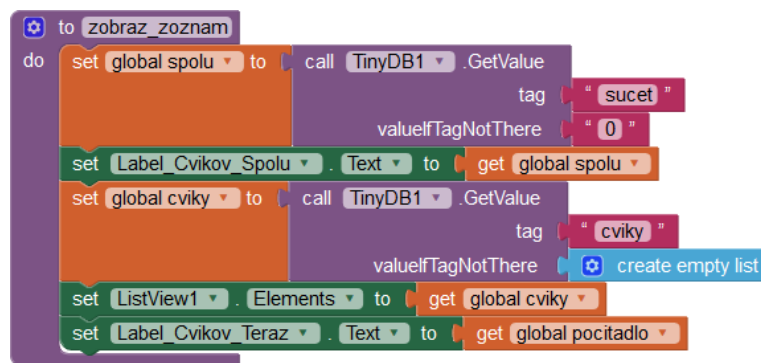 to zobraz_zoznam
do set global spolu to call TinyDB1 .GetValue
tag " sucet "
valueIfTagNotThere " 0 "
set Label_Cvikov_Spolu . Text to get global spolu
set global cviky to call TinyDB1 .GetValue
tag " cviky "
valueIfTagNotThere create empty list
set ListView1 . Elements to get global cviky
set Label_Cvikov_Teraz . Text to get global pocitadlo